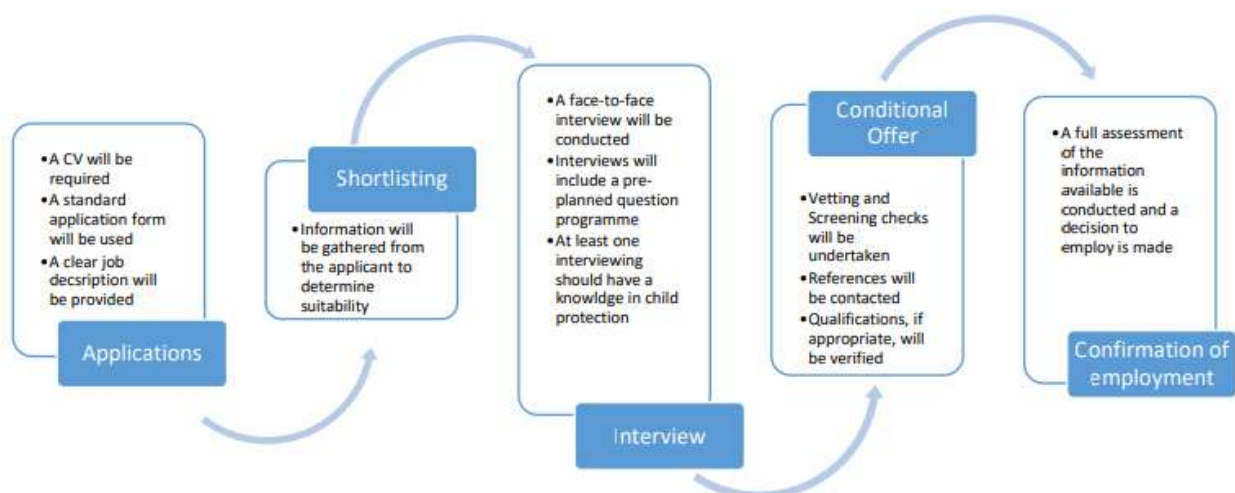 •A CV will be
required
•A standard
application form
will be used
•A clear job
decsription will
be provided
Applications
Shortlisting
•Information will
be gathered from
the applicant to
determine
suitability
•A face-to-face
interview will be
conducted
•Interviews will
include a pre-
planned question
programme
•At least one
interviewing
should have a
knowldge in child
protection
Interview
Conditional
Offer
•Vetting and
Screening checks
will be
undertaken
•References will
be contacted
•Qualifications, if
appropriate, will
be verified
•A full assessment
of the
information
available is
conducted and a
decision to
employ is made
Confirmation of
employment